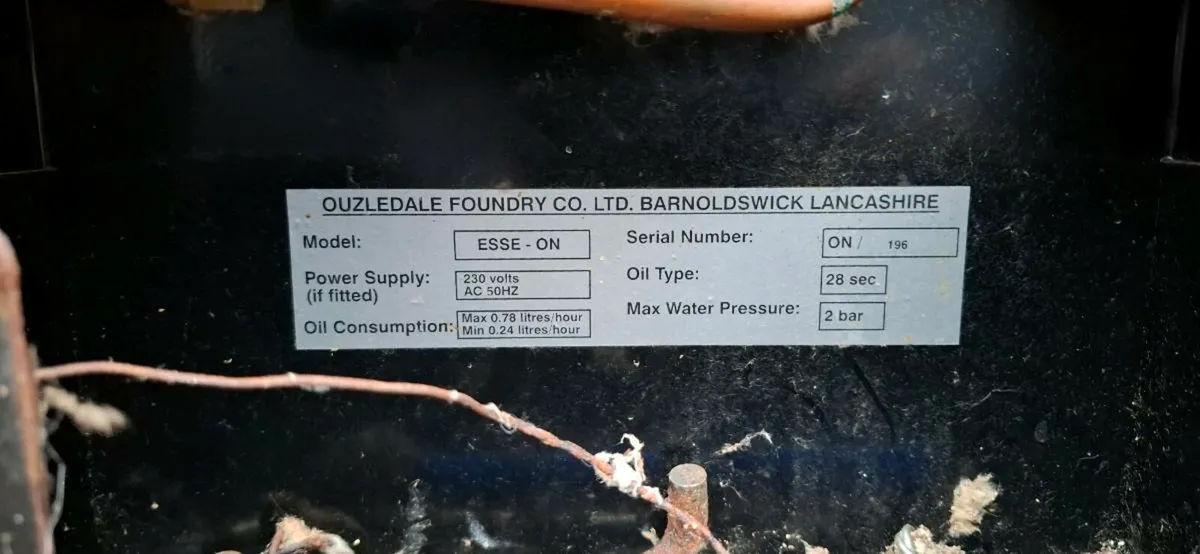 OUZLEDALE FOUNDRY CO. LTD. BARNOLDSWICK LANCASHIRE
Model: ESSE - ON
Power Supply: 230 volts
(if fitted) AC 50HZ
Oil Consumption: Max 0.78 litres/hour
Min 0.24 litres/hour
Serial Number: ON / 196
Oil Type: 28 sec
Max Water Pressure: 2 bar